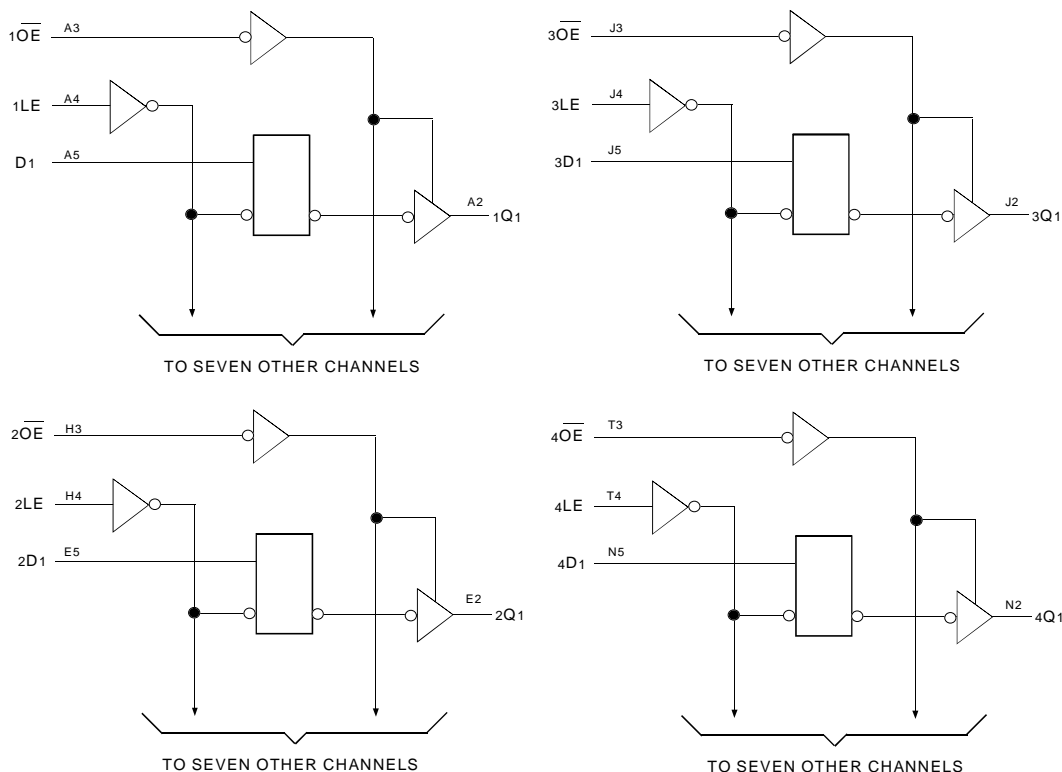 1OE A3
1LE A4
D1 A5
A2 1Q1
TO SEVEN OTHER CHANNELS
3OE J3
3LE J4
3D1 J5
J2 3Q1
TO SEVEN OTHER CHANNELS
2OE H3
2LE H4
2D1 E5
E2 2Q1
TO SEVEN OTHER CHANNELS
4OE T3
4LE T4
4D1 N5
N2 4Q1
TO SEVEN OTHER CHANNELS